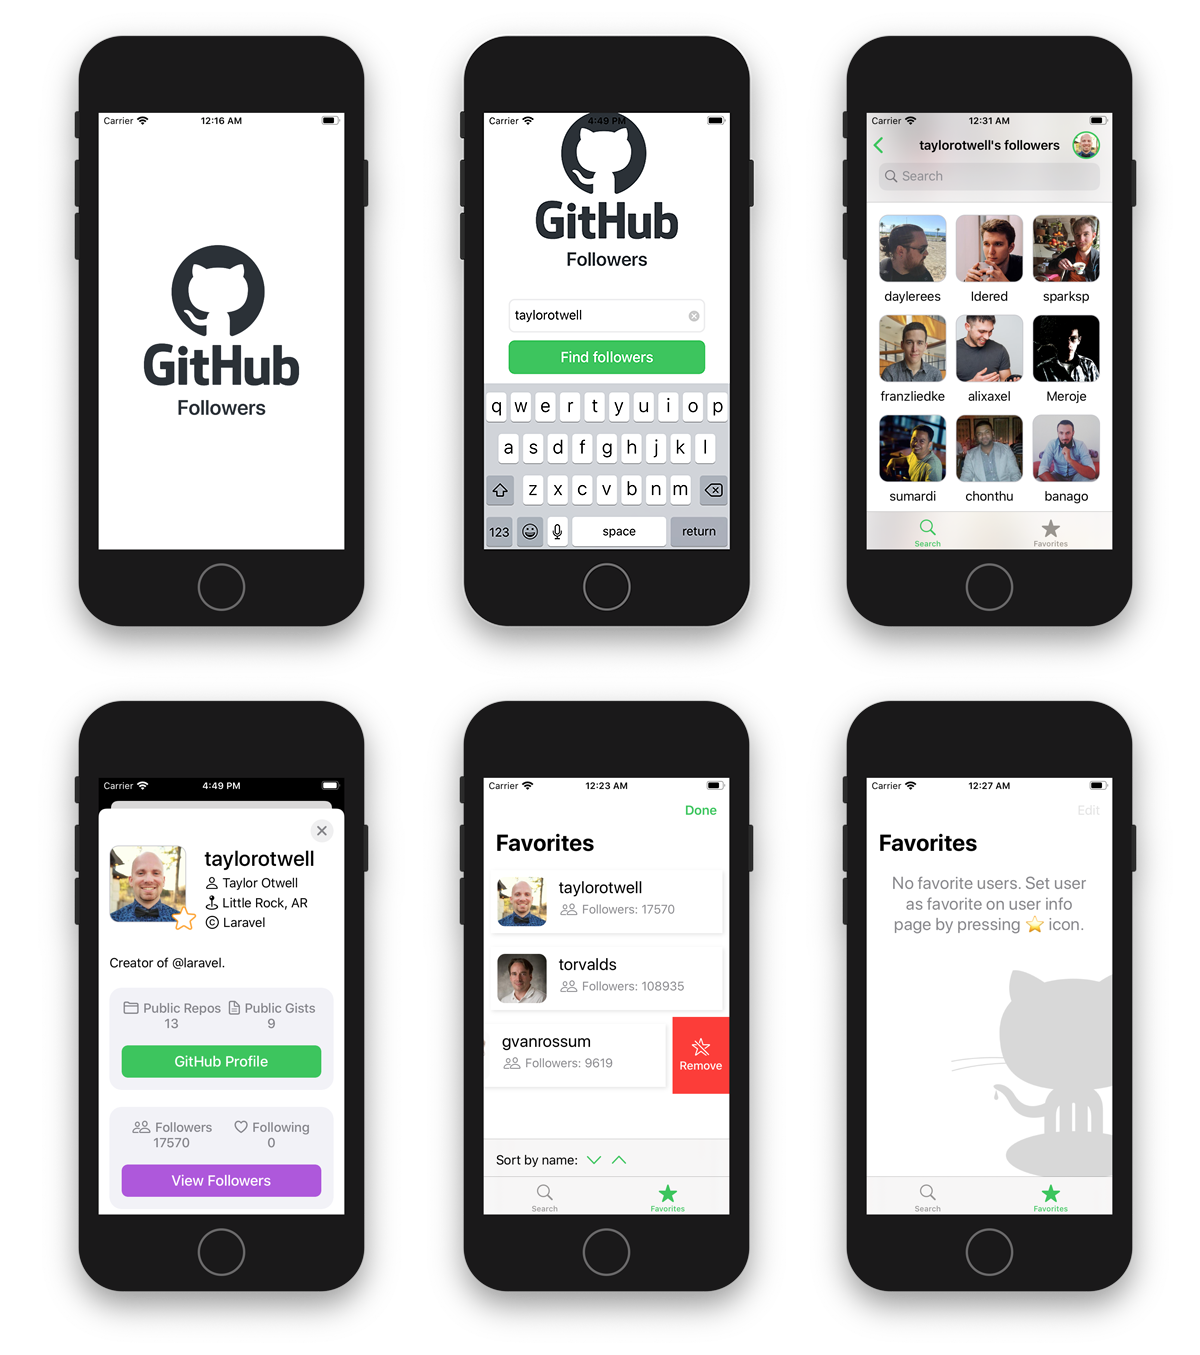 Carrier 12:16 AM
GitHub
Followers
Carrier 4:49 PM
GitHub
Followers
taylorotwell
Find followers
q w e r t y u i o p
a s d f g h j k l
z x c v b n m
123 space return
Carrier 12:31 AM
taylorotwell's followers
Search
daylerees ldered sparksp
franzliedke alixaxel Meroje
sumardi chonthu banago
Search Favorites
Carrier 4:49 PM
taylorotwell
Taylor Otwell
Little Rock, AR
Laravel
Creator of @laravel.
Public Repos Public Gists
13 9
GitHub Profile
Followers Following
17570 0
View Followers
Carrier 12:23 AM
Done
Favorites
taylorotwell
Followers: 17570
torvalds
Followers: 108935
gvanrossum
Followers: 9619
Remove
Sort by name:
Search Favorites
Carrier 12:27 AM
Edit
Favorites
No favorite users. Set user
as favorite on user info
page by pressing ⭐ icon.
Search Favorites